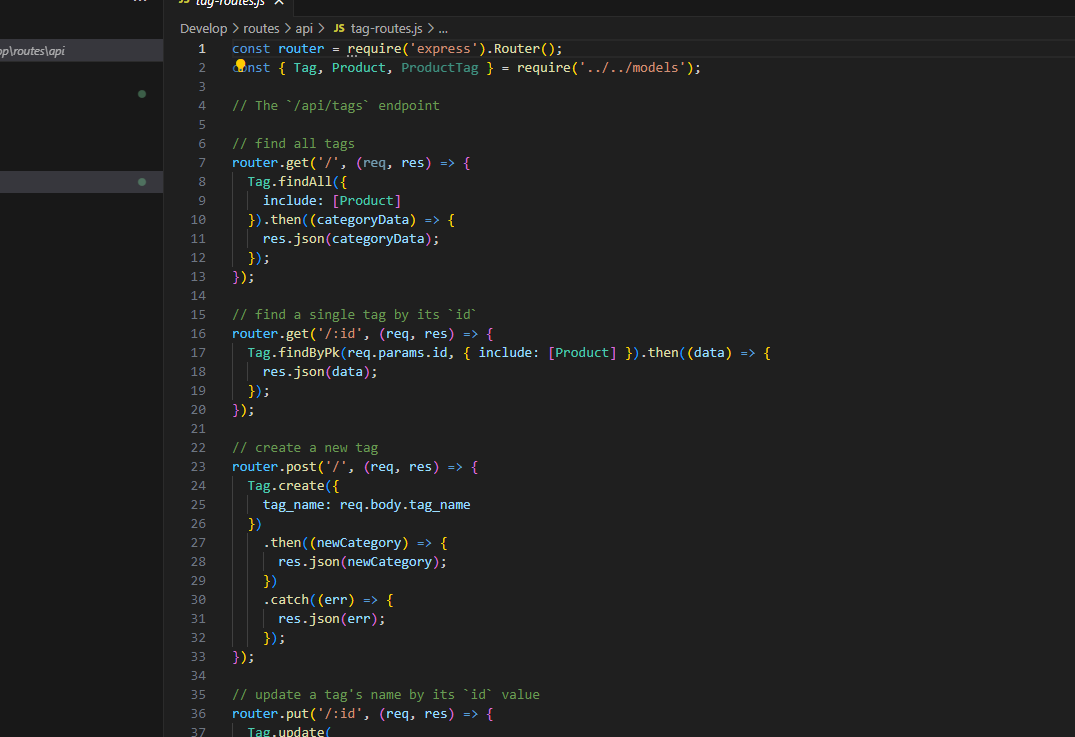 JS tag-routes.js ×
Develop > routes > api > JS tag-routes.js > ...
op\routes\api
1 const router = require('express').Router();
2 const { Tag, Product, ProductTag } = require('../../models');
3
4 // The `/api/tags` endpoint
5
6 // find all tags
7 router.get('/', (req, res) => {
8 Tag.findAll({
9 include: [Product]
10 }).then((categoryData) => {
11 res.json(categoryData);
12 });
13 });
14
15 // find a single tag by its `id`
16 router.get('/:id', (req, res) => {
17 Tag.findByPk(req.params.id, { include: [Product] }).then((data) => {
18 res.json(data);
19 });
20 });
21
22 // create a new tag
23 router.post('/', (req, res) => {
24 Tag.create({
25 tag_name: req.body.tag_name
26 })
27 .then((newCategory) => {
28 res.json(newCategory);
29 })
30 .catch((err) => {
31 res.json(err);
32 });
33 });
34
35 // update a tag's name by its `id` value
36 router.put('/:id', (req, res) => {
37 Tag.update(